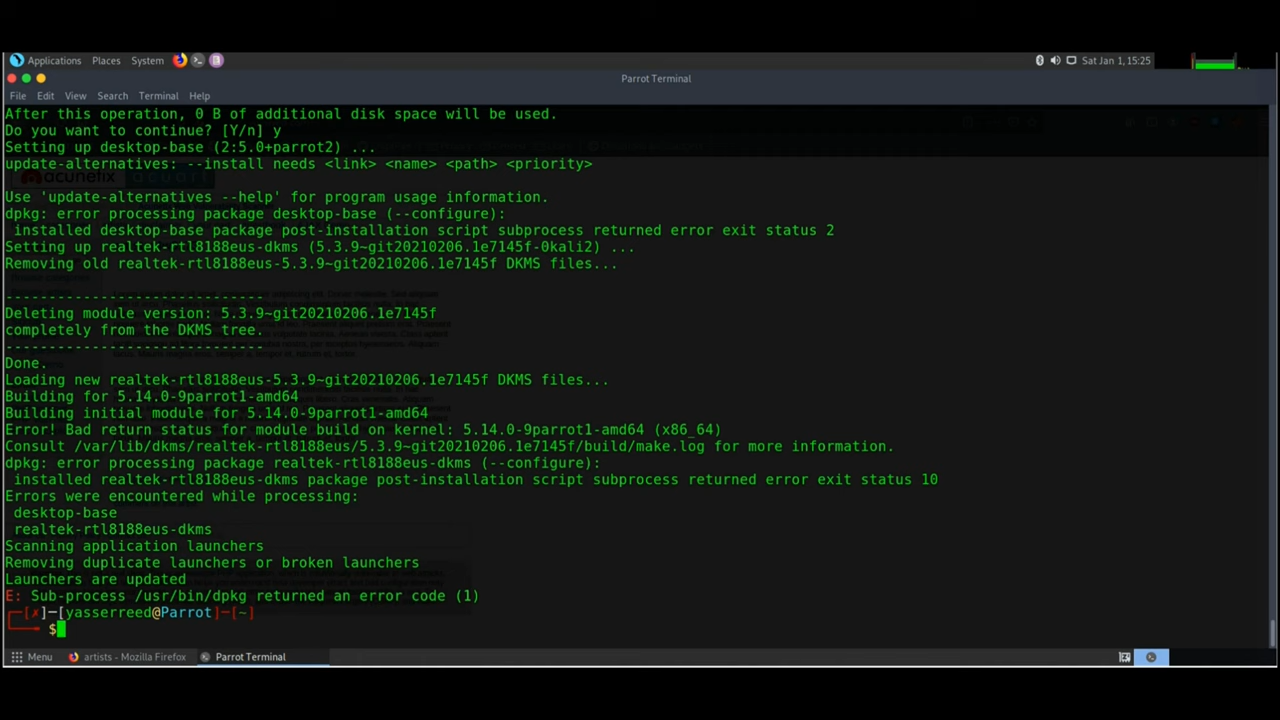 Applications Places System Sat Jan 1, 15:25
Parrot Terminal
File Edit View Search Terminal Help
After this operation, 0 B of additional disk space will be used.
Do you want to continue? [Y/n] y
Setting up desktop-base (2:5.0+parrot2) ...
update-alternatives: --install needs <link> <name> <path> <priority>
acunetix
Use 'update-alternatives --help' for program usage information.
dpkg: error processing package desktop-base (--configure):
installed desktop-base package post-installation script subprocess returned error exit status 2
Setting up realtek-rtl8188eus-dkms (5.3.9~git20210206.1e7145f-0kali2) ...
Removing old realtek-rtl8188eus-5.3.9~git20210206.1e7145f DKMS files...
------------------------------
Deleting module version: 5.3.9~git20210206.1e7145f
completely from the DKMS tree.
------------------------------
Done.
Loading new realtek-rtl8188eus-5.3.9~git20210206.1e7145f DKMS files...
Building for 5.14.0-9parrot1-amd64
Building initial module for 5.14.0-9parrot1-amd64
Error! Bad return status for module build on kernel: 5.14.0-9parrot1-amd64 (x86_64)
Consult /var/lib/dkms/realtek-rtl8188eus/5.3.9~git20210206.1e7145f/build/make.log for more information.
dpkg: error processing package realtek-rtl8188eus-dkms (--configure):
installed realtek-rtl8188eus-dkms package post-installation script subprocess returned error exit status 10
Errors were encountered while processing:
desktop-base
realtek-rtl8188eus-dkms
Scanning application launchers
Removing duplicate launchers or broken launchers
Launchers are updated
E: Sub-process /usr/bin/dpkg returned an error code (1)
┌─[✗]─[yasserreed@Parrot]─[~]
└──╼ $
Menu artists - Mozilla Firefox Parrot Terminal